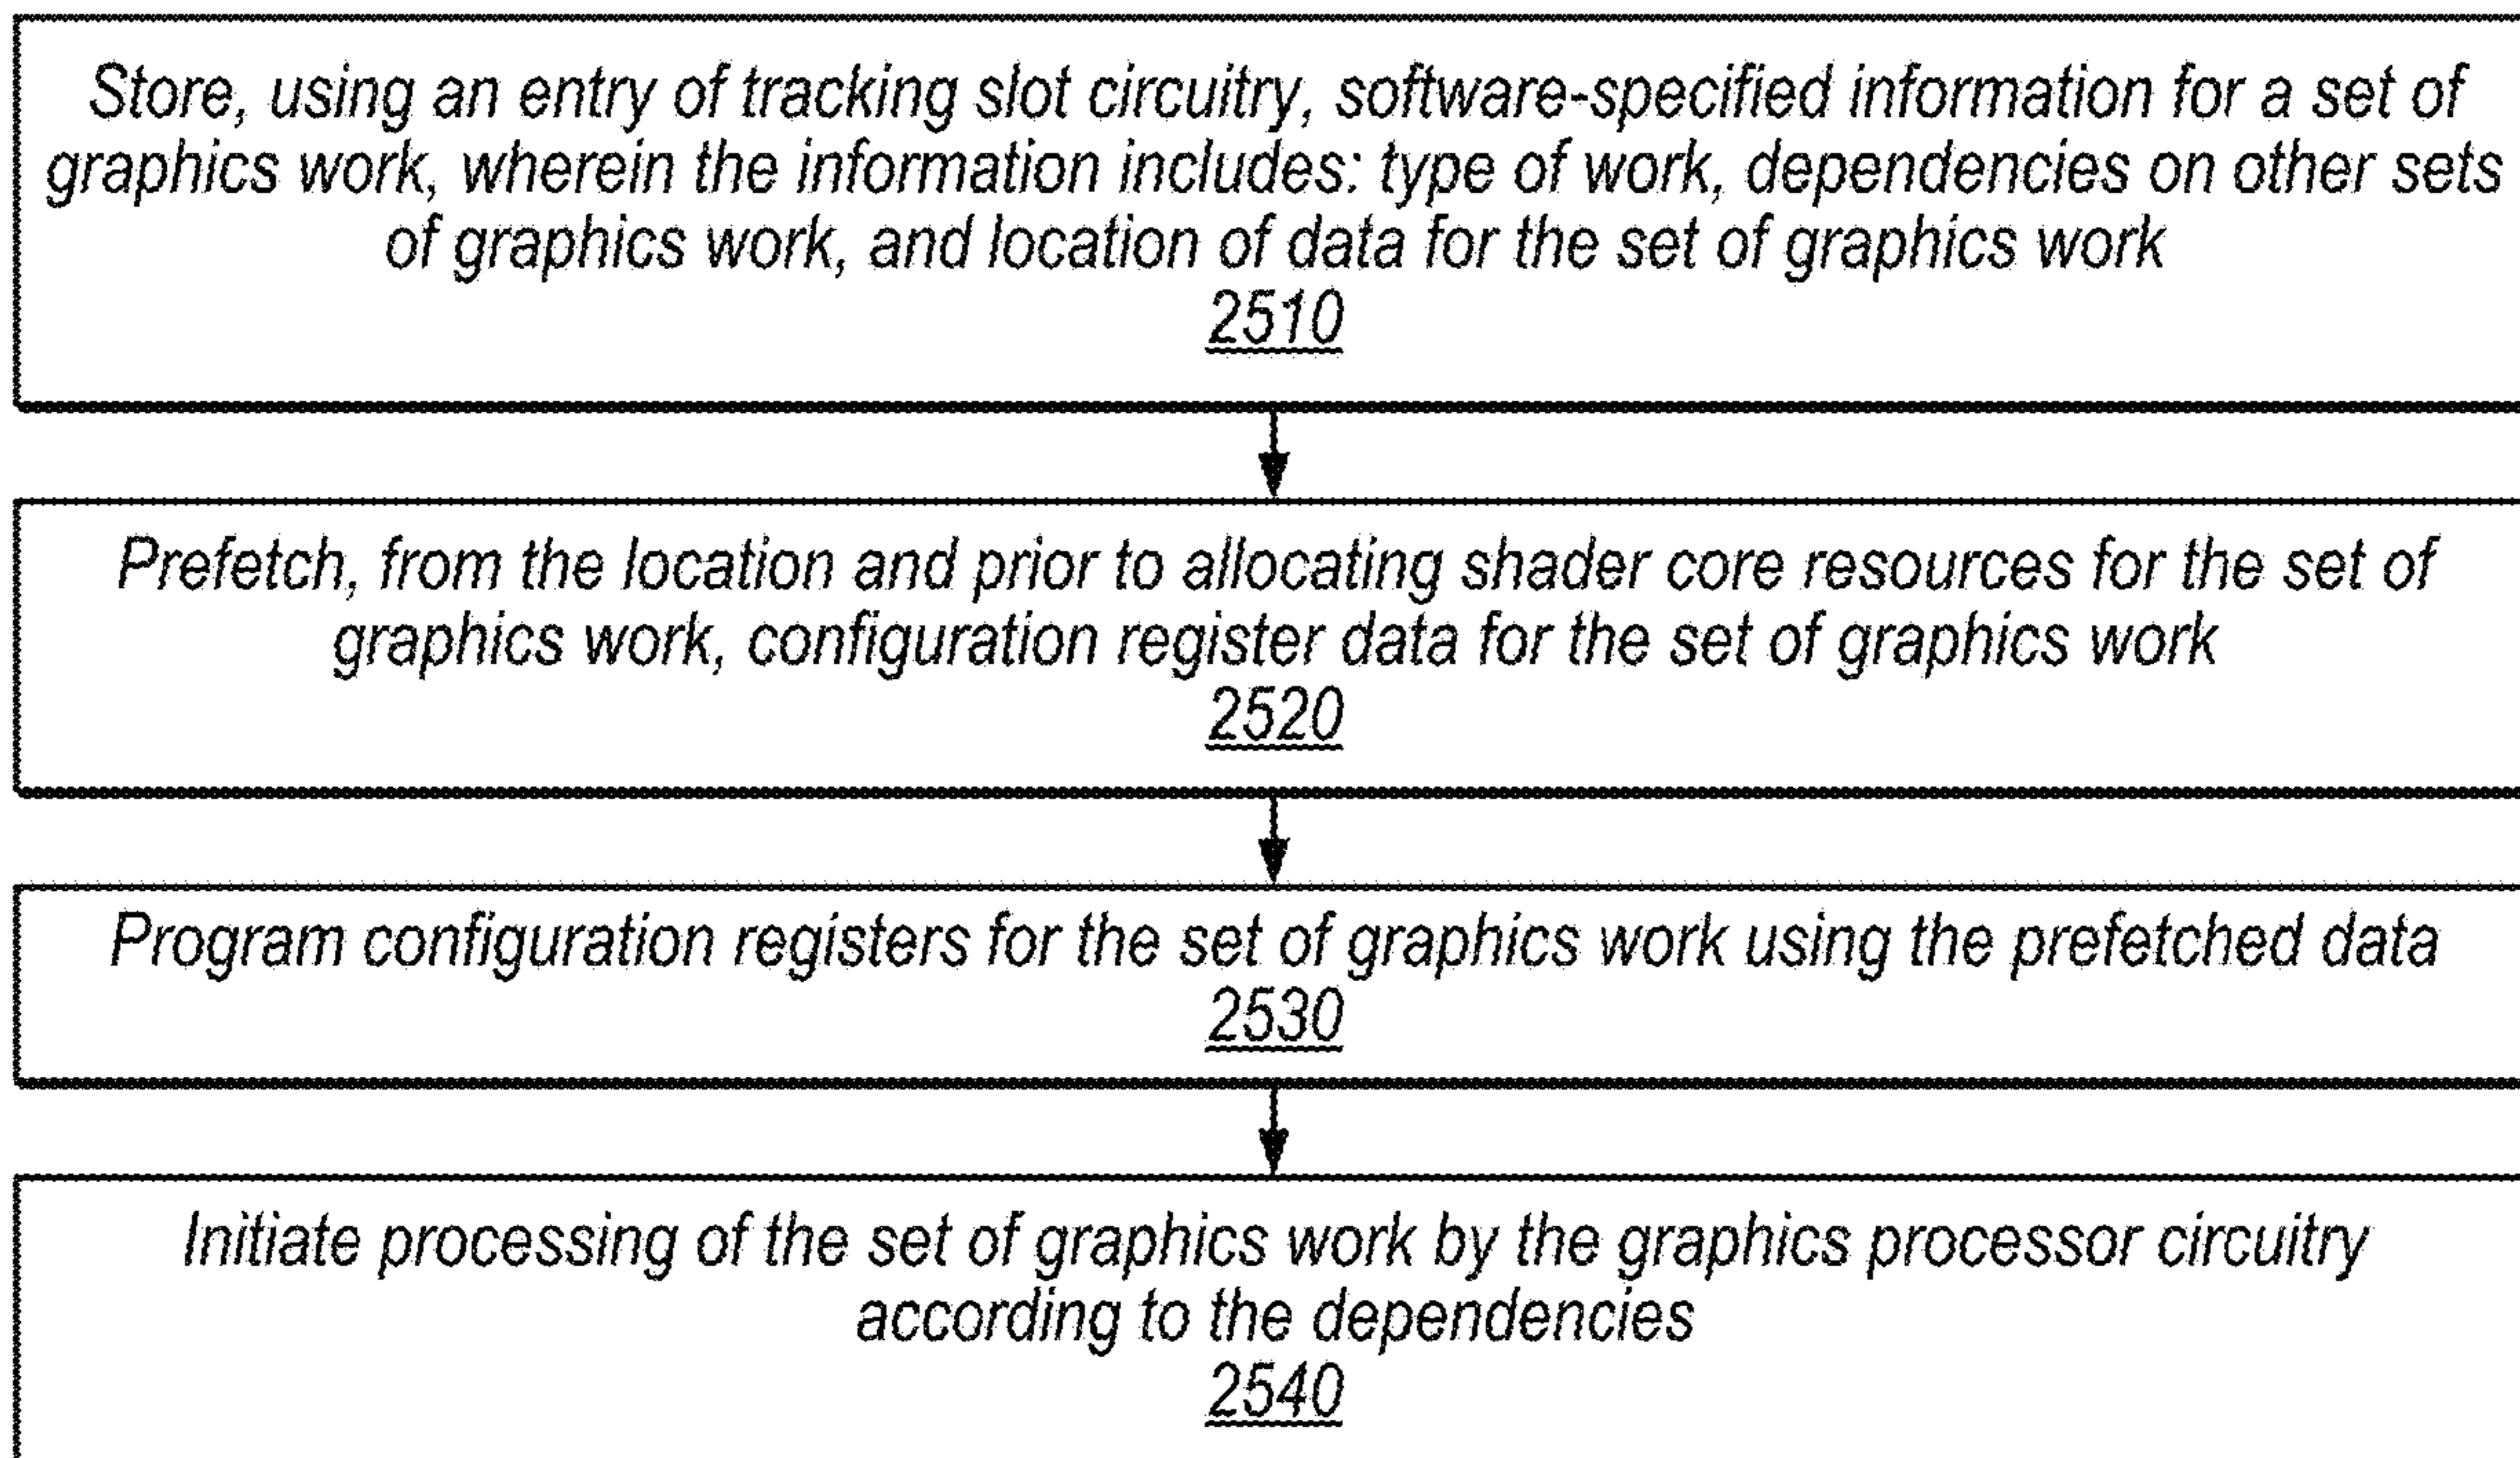 Store, using an entry of tracking slot circuitry, software-specified information for a set of
graphics work, wherein the information includes: type of work, dependencies on other sets
of graphics work, and location of data for the set of graphics work
2510
Prefetch, from the location and prior to allocating shader core resources for the set of
graphics work, configuration register data for the set of graphics work
2520
Program configuration registers for the set of graphics work using the prefetched data
2530
Initiate processing of the set of graphics work by the graphics processor circuitry
according to the dependencies
2540